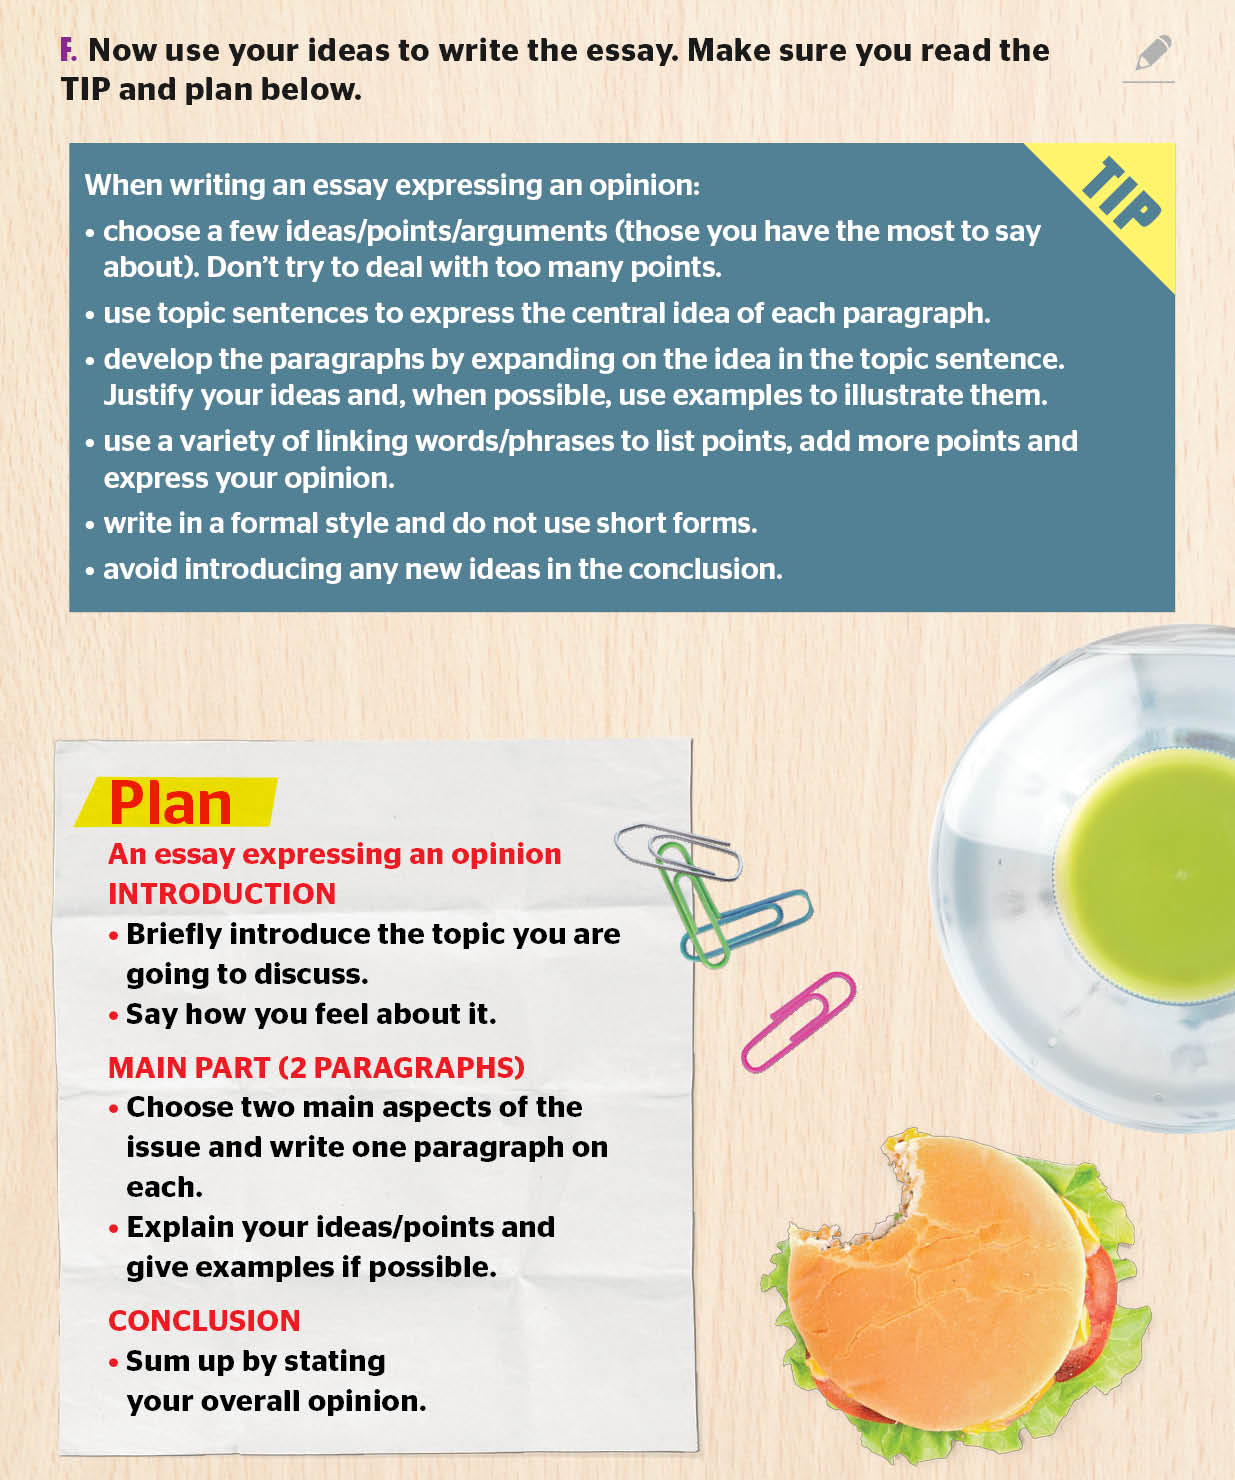 F. Now use your ideas to write the essay. Make sure you read the
TIP and plan below.
TIP
When writing an essay expressing an opinion:
• choose a few ideas/points/arguments (those you have the most to say
about). Don't try to deal with too many points.
• use topic sentences to express the central idea of each paragraph.
• develop the paragraphs by expanding on the idea in the topic sentence.
Justify your ideas and, when possible, use examples to illustrate them.
• use a variety of linking words/phrases to list points, add more points and
express your opinion.
• write in a formal style and do not use short forms.
• avoid introducing any new ideas in the conclusion.
Plan
An essay expressing an opinion
INTRODUCTION
• Briefly introduce the topic you are
going to discuss.
• Say how you feel about it.
MAIN PART (2 PARAGRAPHS)
• Choose two main aspects of the
issue and write one paragraph on
each.
• Explain your ideas/points and
give examples if possible.
CONCLUSION
• Sum up by stating
your overall opinion.